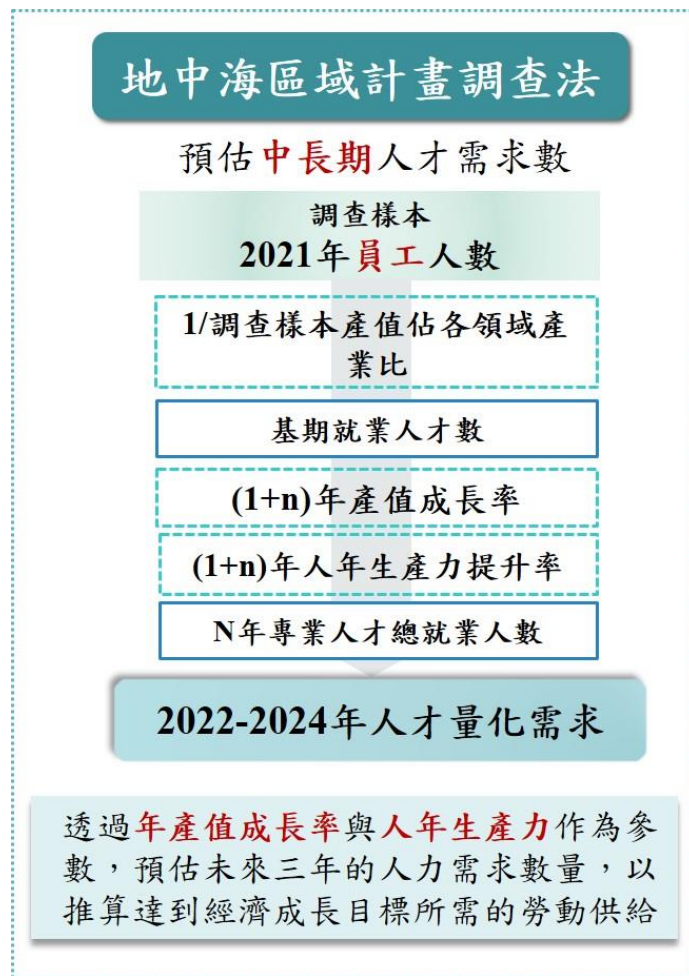 地中海區域計畫調查法
預估中長期人才需求數
調查樣本
2021年員工人數
1/調查樣本產值佔各領域產
業比
基期就業人才數
(1+n)年產值成長率
(1+n)年人年生產力提升率
N年專業人才總就業人數
2022-2024年人才量化需求
透過年產值成長率與人年生產力作為參
數，預估未來三年的人力需求數量，以
推算達到經濟成長目標所需的勞動供給